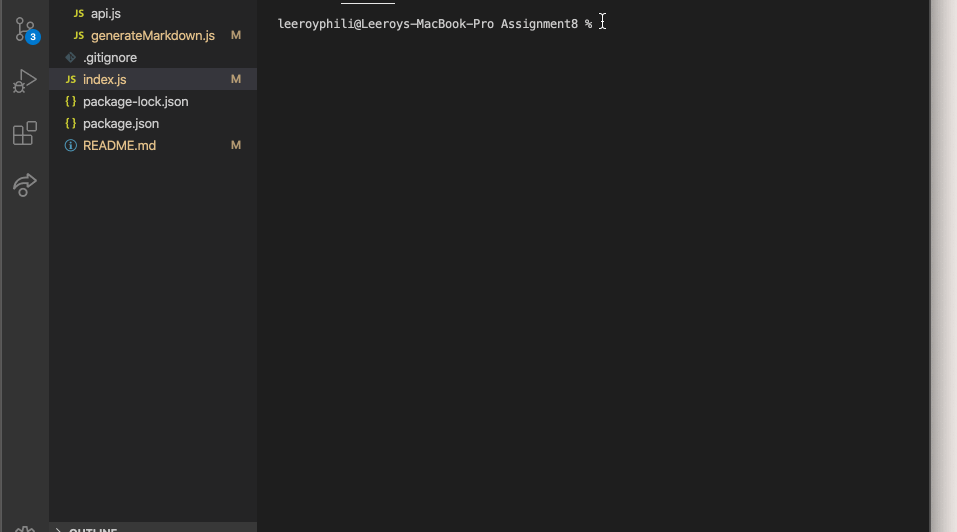 JS api.js
JS generateMarkdown.js M
.gitignore
JS index.js M
{} package-lock.json
{} package.json
README.md M
OUTLINE
3
leeroyphili@Leeroys-MacBook-Pro Assignment8 %